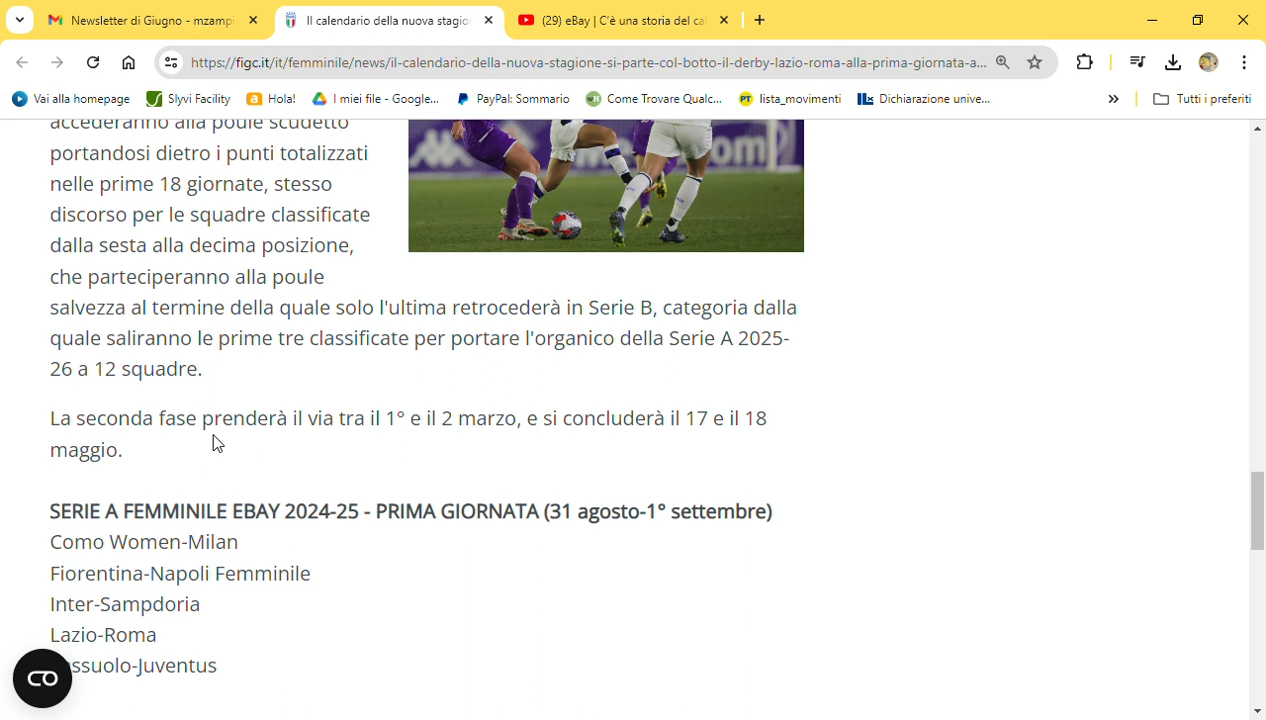 Newsletter di Giugno - mzampi
Il calendario della nuova stagio
(29) eBay | C'è una storia del ca
https://figc.it/it/femminile/news/il-calendario-della-nuova-stagione-si-parte-col-botto-il-derby-lazio-roma-alla-prima-giornata-a...
Vai alla homepage
Slyvi Facility
Hola!
I miei file - Google...
PayPal: Sommario
Come Trovare Qualc...
lista_movimenti
Dichiarazione unive...
»
Tutti i preferiti
accederanno alla poule scudetto
portandosi dietro i punti totalizzati
nelle prime 18 giornate, stesso
discorso per le squadre classificate
dalla sesta alla decima posizione,
che parteciperanno alla poule
salvezza al termine della quale solo l'ultima retrocederà in Serie B, categoria dalla
quale saliranno le prime tre classificate per portare l'organico della Serie A 2025-
26 a 12 squadre.
La seconda fase prenderà il via tra il 1° e il 2 marzo, e si concluderà il 17 e il 18
maggio.
SERIE A FEMMINILE EBAY 2024-25 - PRIMA GIORNATA (31 agosto-1° settembre)
Como Women-Milan
Fiorentina-Napoli Femminile
Inter-Sampdoria
Lazio-Roma
ssuolo-Juventus